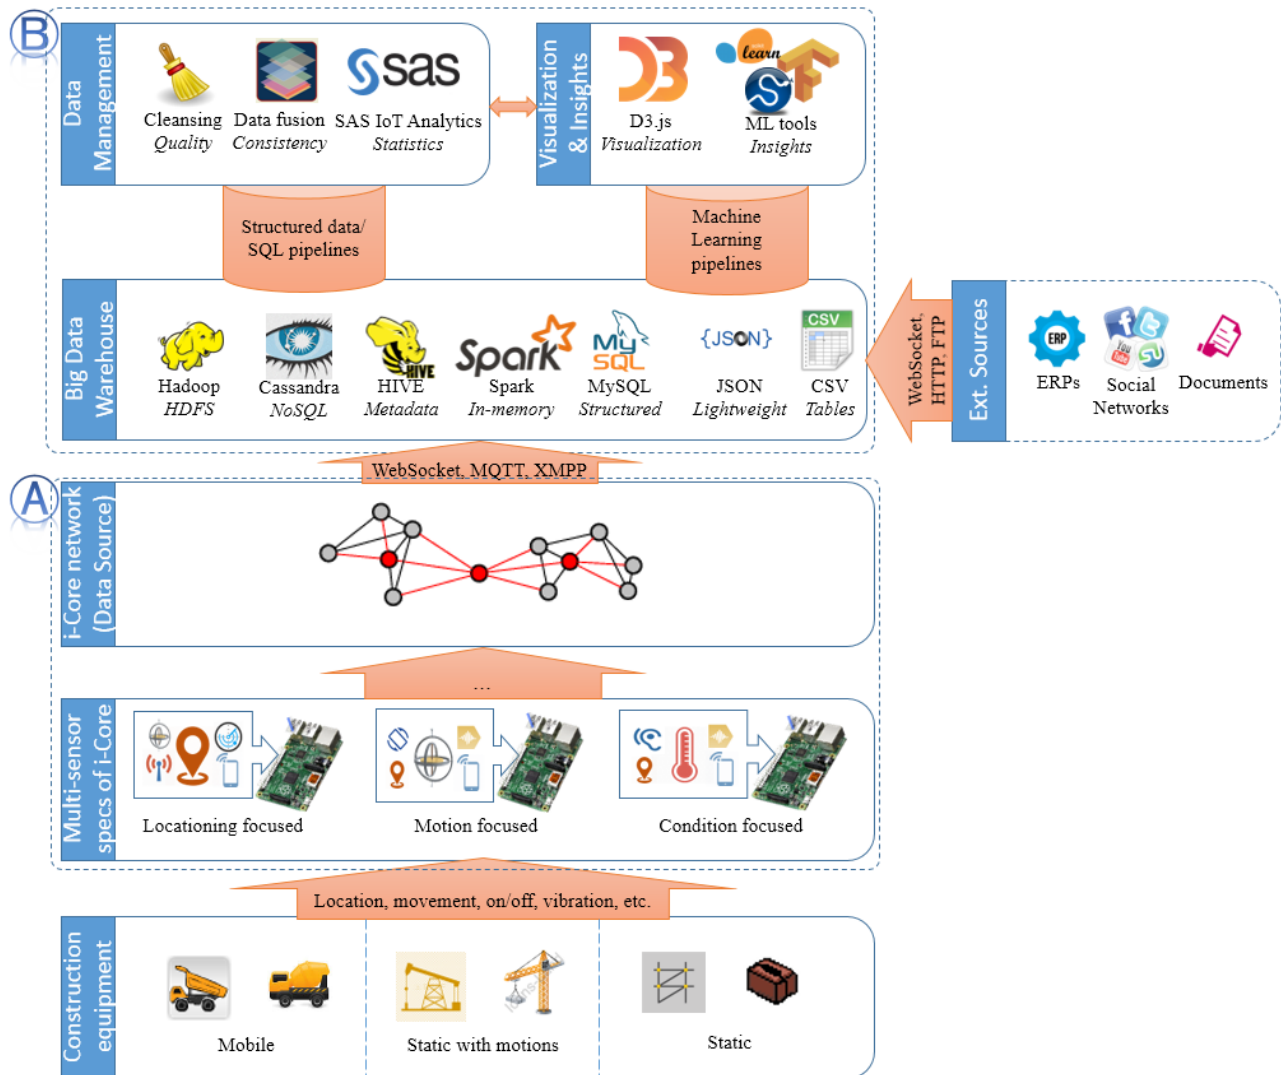 B
Data
Management
Cleansing
Quality
Data fusion
Consistency
sas
SAS IoT Analytics
Statistics
Visualization
& Insights
D3.js
Visualization
learn
ML tools
Insights
Structured data/
SQL pipelines
Machine
Learning
pipelines
Big Data
Warehouse
Hadoop
HDFS
Cassandra
NoSQL
HIVE
HIVE
Metadata
Spark
Spark
In-memory
MySQL
MySQL
Structured
{JSON}
JSON
Lightweight
CSV
CSV
Tables
WebSocket,
HTTP, FTP
Ext. Sources
ERP
ERPs
You
Tube
Social
Networks
Documents
WebSocket, MQTT, XMPP
A
i-Core network
(Data Source)
...
Multi-sensor
specs of i-Core
Locationing focused
Motion focused
Condition focused
Location, movement, on/off, vibration, etc.
Construction
equipment
Mobile
Static with motions
Static